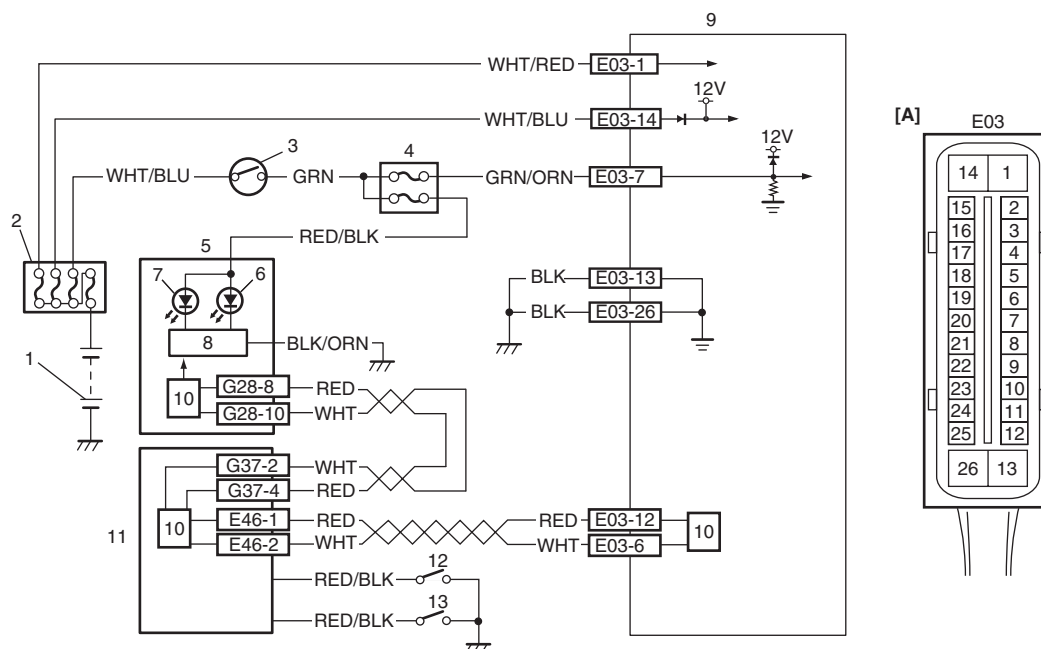 9
WHT/RED E03-1
12V
WHT/BLU E03-14
[A] E03
12V
3 4
WHT/BLU GRN GRN/ORN E03-7
2
RED/BLK
5
7 6
BLK E03-13
BLK E03-26
8 BLK/ORN
1
G28-8 RED
10
G28-10 WHT
G37-2 WHT
G37-4 RED
11 10
E46-1 RED RED E03-12
10
E46-2 WHT WHT E03-6
RED/BLK 12
RED/BLK 13
14 1
15 2
16 3
17 4
18 5
19 6
20 7
21 8
22 9
23 10
24 11
25 12
26 13